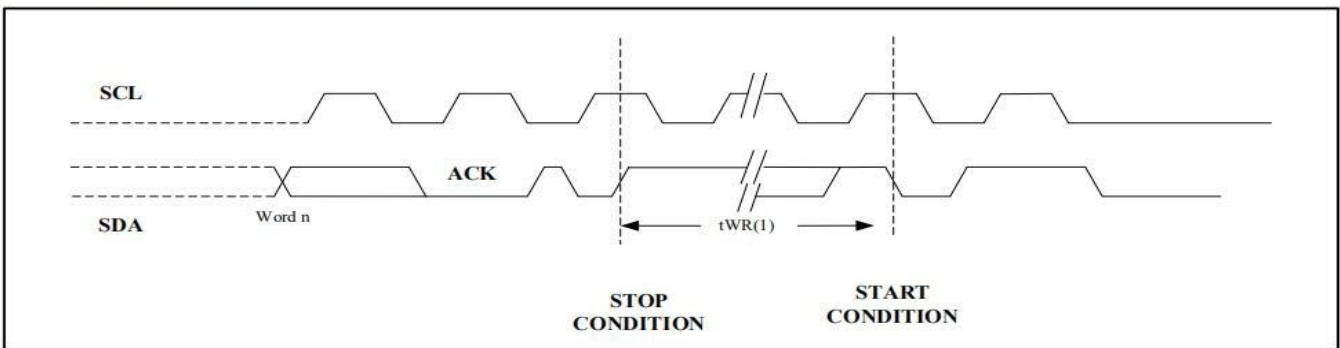 SCL
ACK
Word n
SDA
tWR(1)
STOP
CONDITION
START
CONDITION